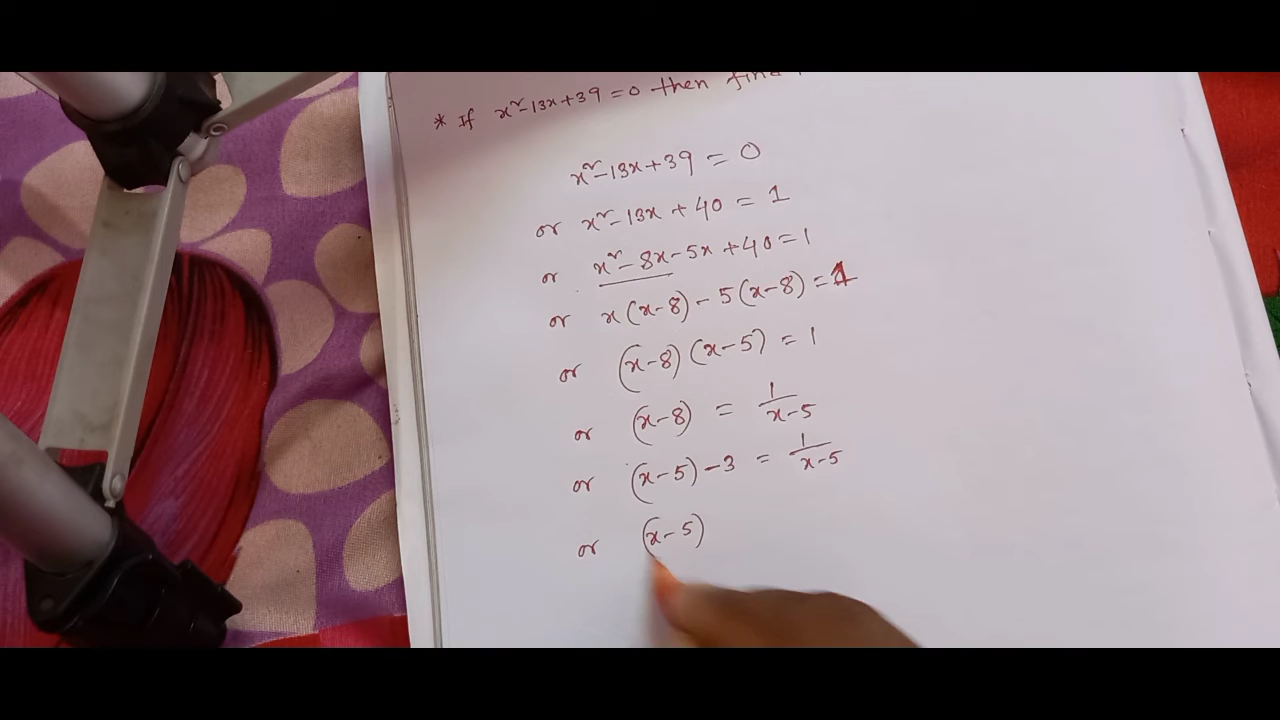 * If x²-13x+39=0 then find
x²-13x+39 = 0
or x²-13x+40 = 1
or x²-8x-5x+40=1
or x(x-8)-5(x-8)=1
or (x-8)(x-5) = 1
or (x-8) = 1/(x-5)
or (x-5)-3 = 1/(x-5)
or (x-5)